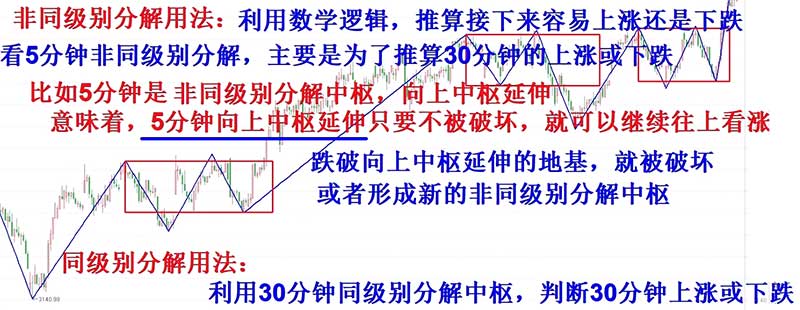 非同级别分解用法：利用数学逻辑，推算接下来容易上涨还是下跌
看5分钟非同级别分解，主要是为了推算30分钟的上涨或下跌
比如5分钟是 非同级别分解中枢，向上中枢延伸
意味着，5分钟向上中枢延伸只要不被破坏，就可以继续往上看涨
跌破向上中枢延伸的地基，就被破坏
或者形成新的非同级别分解中枢
同级别分解用法：
3140.99
利用30分钟同级别分解中枢，判断30分钟上涨或下跌